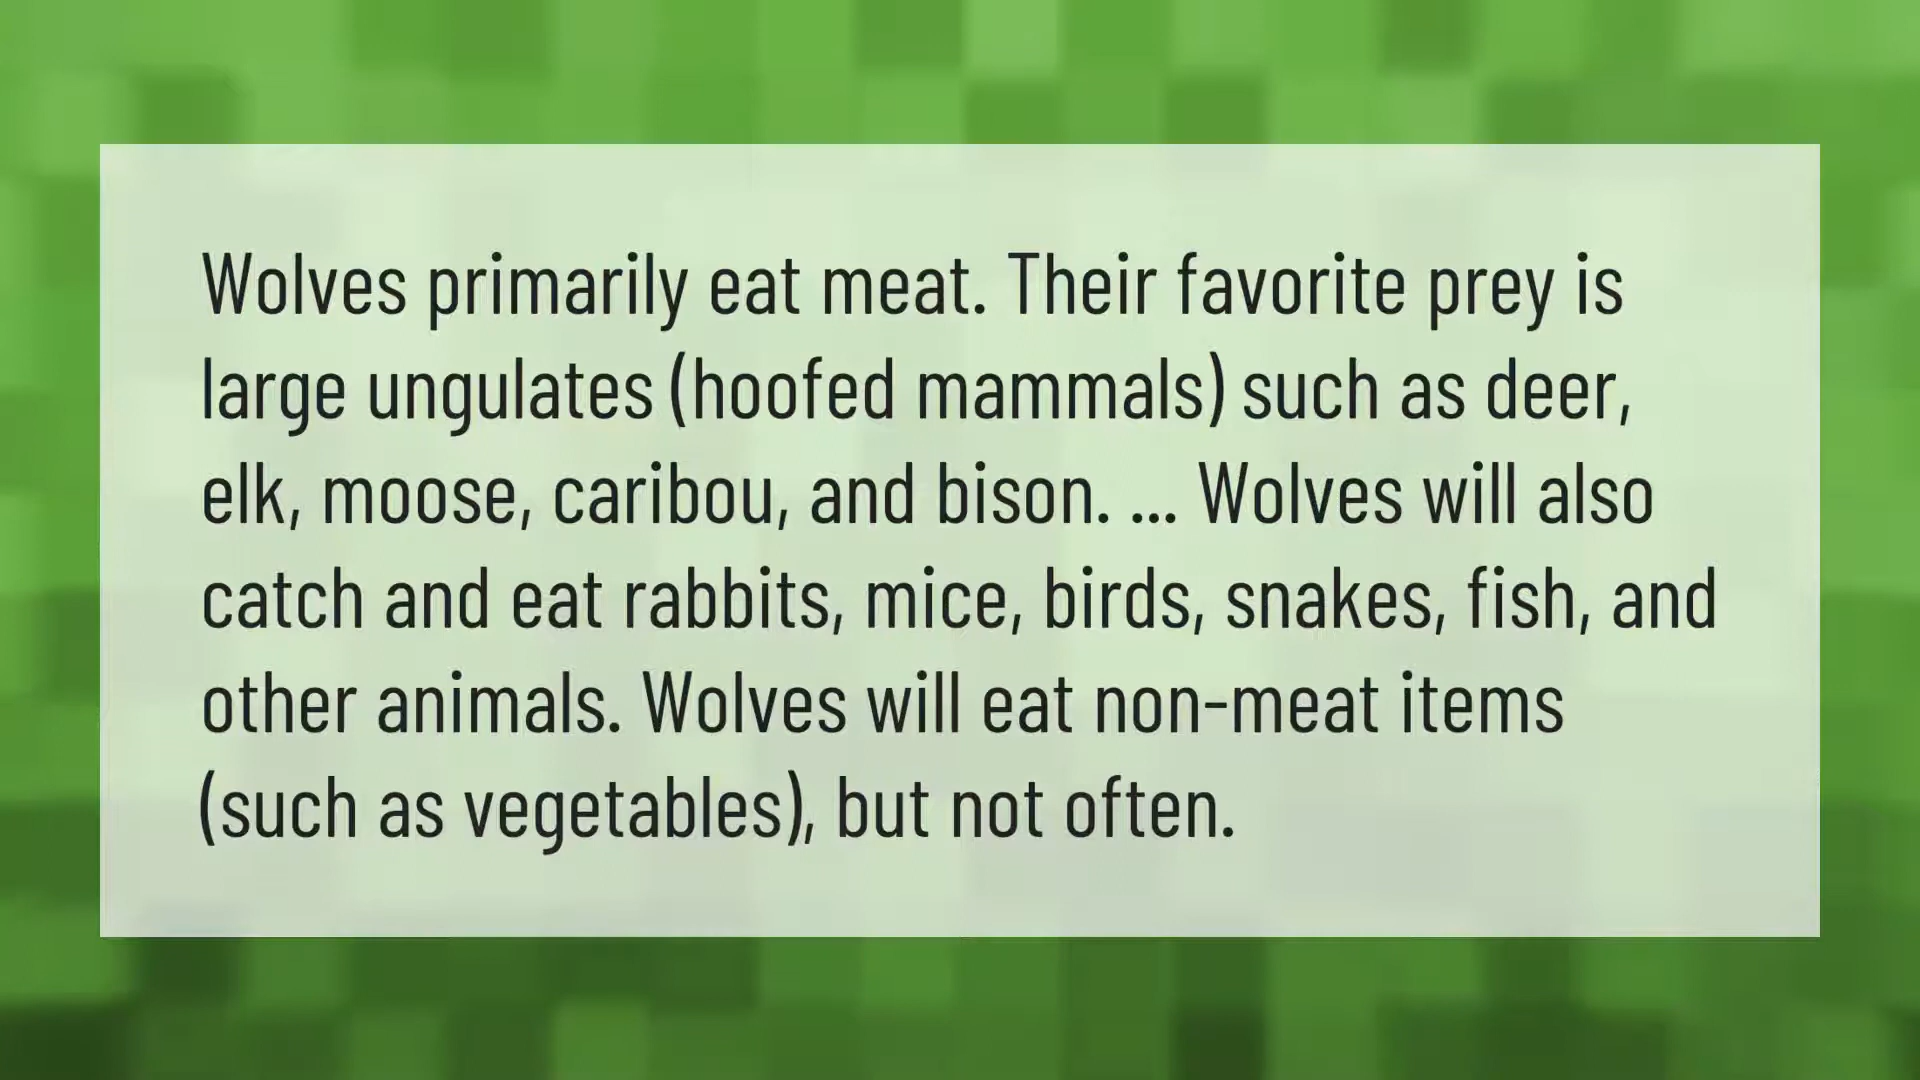 Wolves primarily eat meat. Their favorite prey is
large ungulates (hoofed mammals) such as deer,
elk, moose, caribou, and bison. ... Wolves will also
catch and eat rabbits, mice, birds, snakes, fish, and
other animals. Wolves will eat non-meat items
(such as vegetables), but not often.